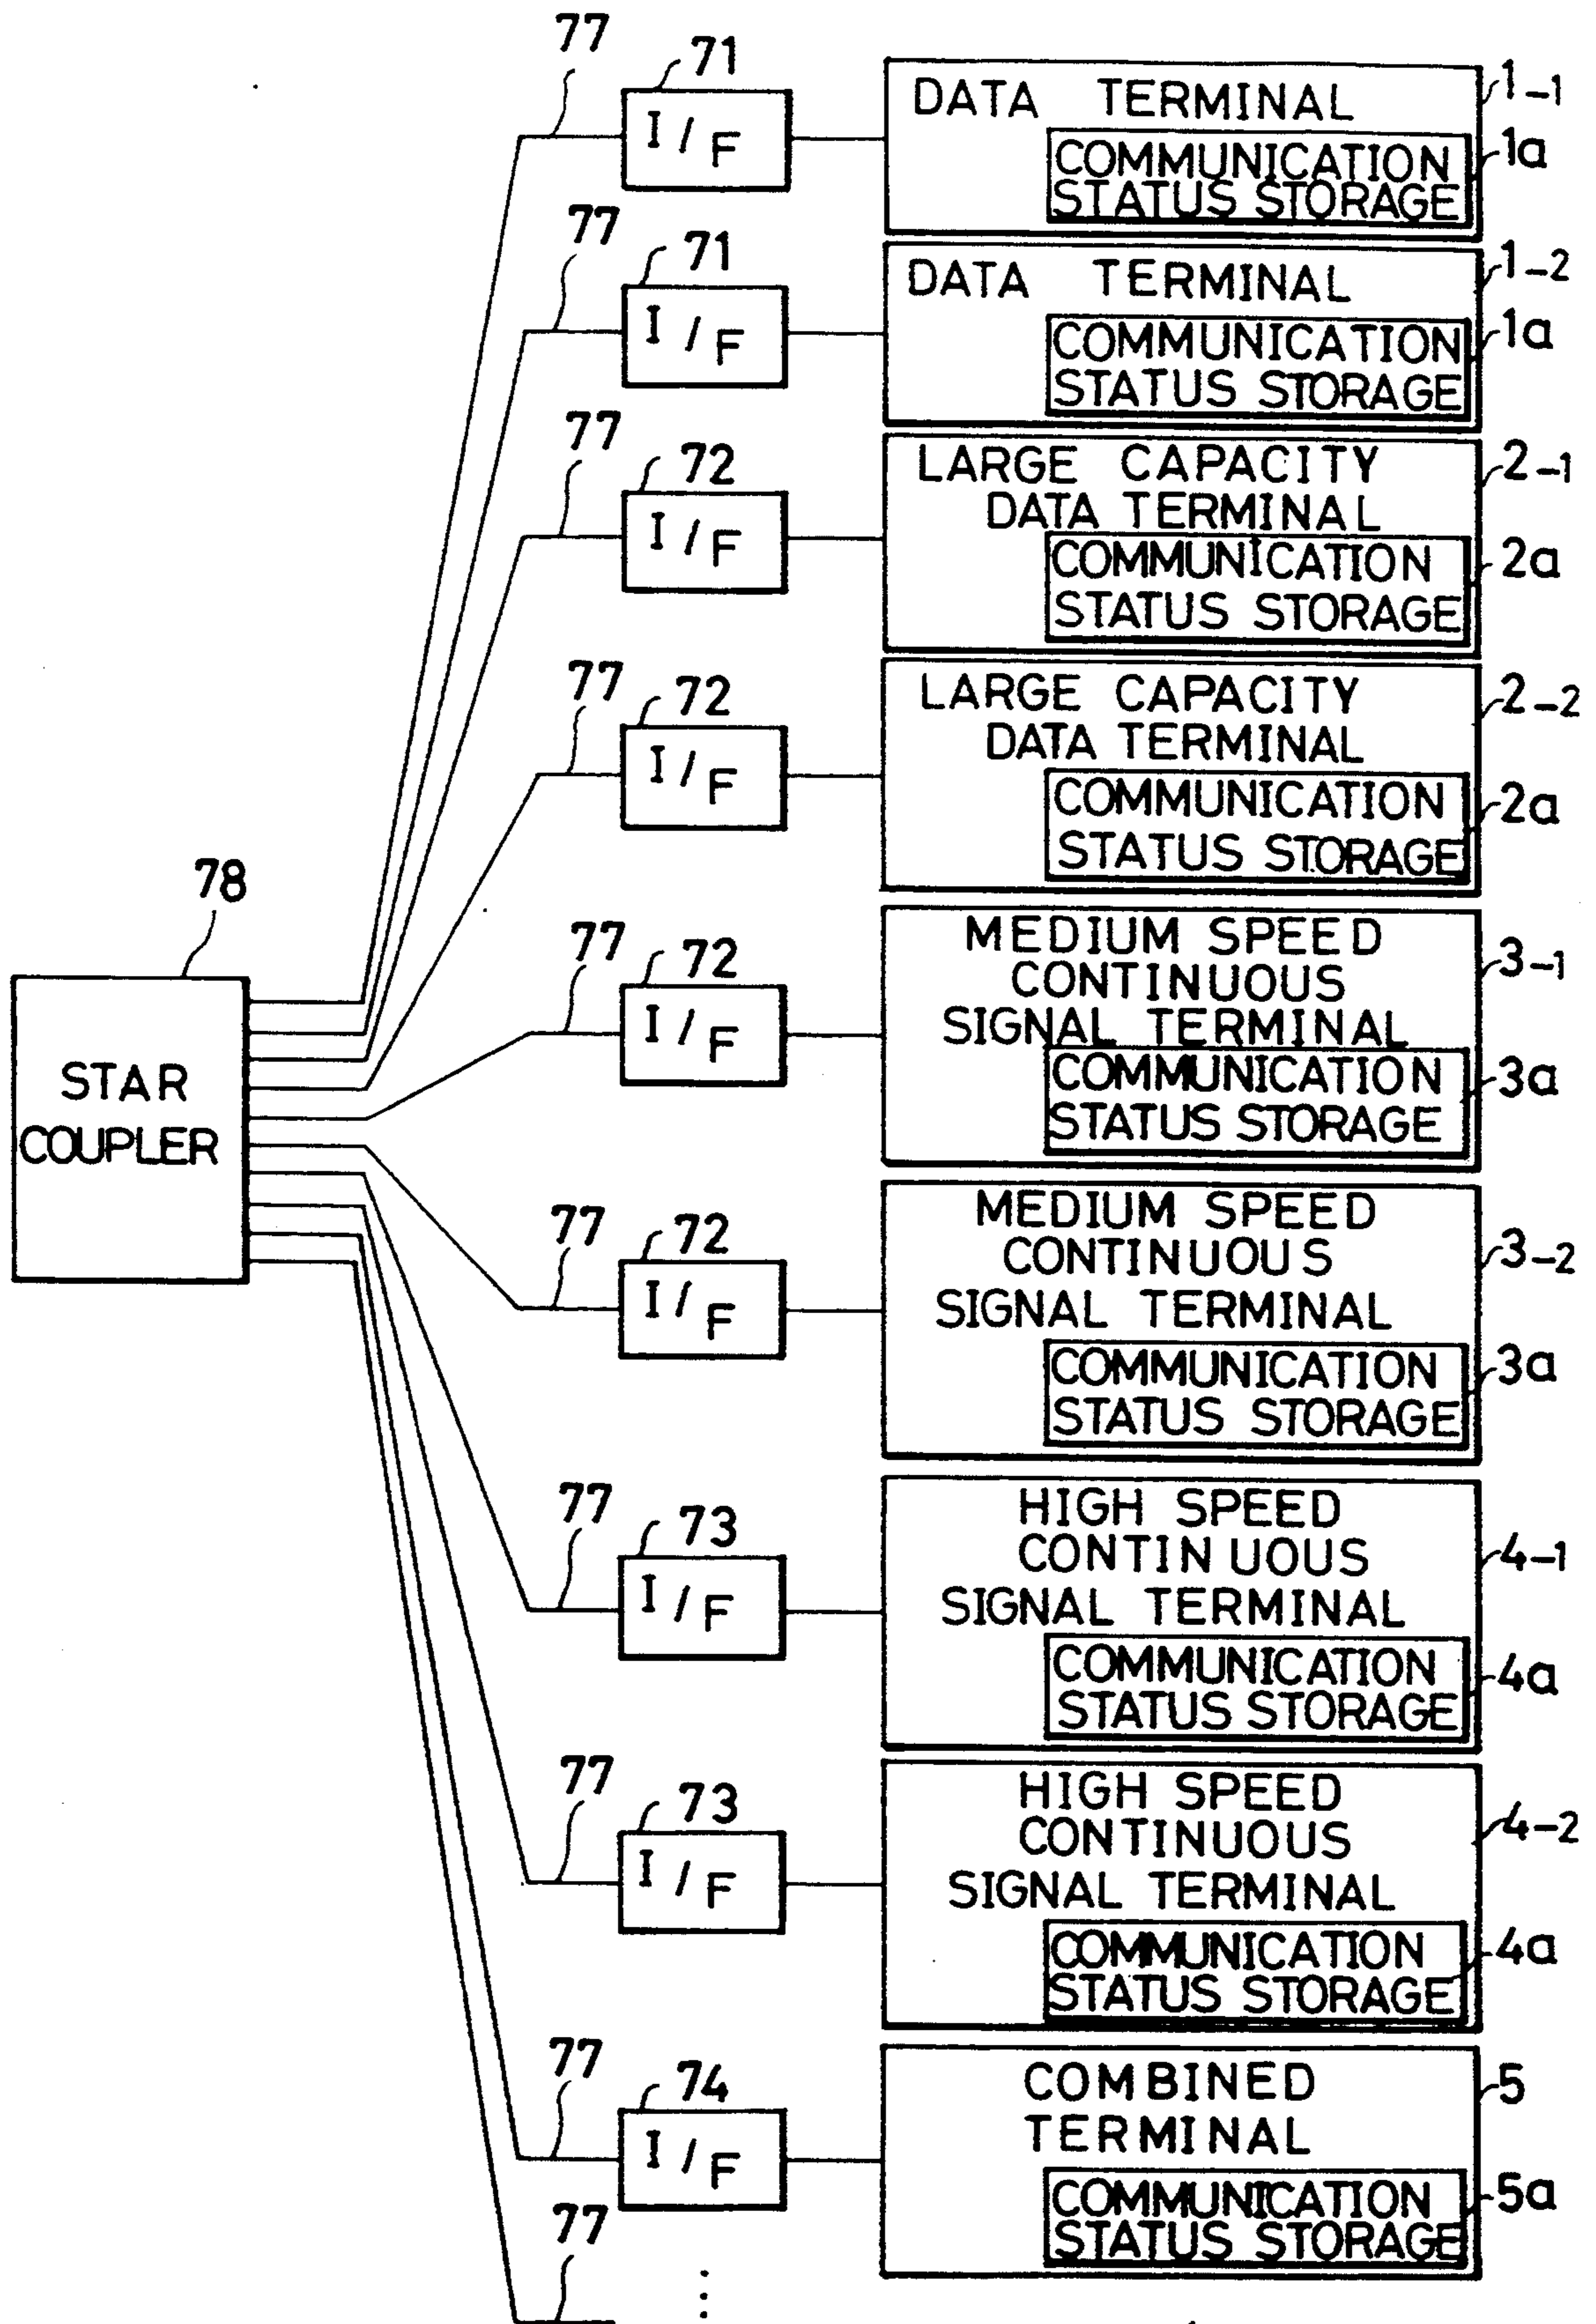 77
71
I/F
DATA TERMINAL
1-1
COMMUNICATION
STATUS STORAGE
1a
77
71
I/F
DATA TERMINAL
1-2
COMMUNICATION
STATUS STORAGE
1a
77
72
I/F
LARGE CAPACITY
DATA TERMINAL
2-1
COMMUNICATION
STATUS STORAGE
2a
77
72
I/F
LARGE CAPACITY
DATA TERMINAL
2-2
COMMUNICATION
STATUS STORAGE
2a
78
STAR
COUPLER
77
72
I/F
MEDIUM SPEED
CONTINUOUS
SIGNAL TERMINAL
3-1
COMMUNICATION
STATUS STORAGE
3a
77
72
I/F
MEDIUM SPEED
CONTINUOUS
SIGNAL TERMINAL
3-2
COMMUNICATION
STATUS STORAGE
3a
77
73
I/F
HIGH SPEED
CONTINUOUS
SIGNAL TERMINAL
4-1
COMMUNICATION
STATUS STORAGE
4a
77
73
I/F
HIGH SPEED
CONTINUOUS
SIGNAL TERMINAL
4-2
COMMUNICATION
STATUS STORAGE
4a
77
74
I/F
COMBINED
TERMINAL
5
COMMUNICATION
STATUS STORAGE
5a
77